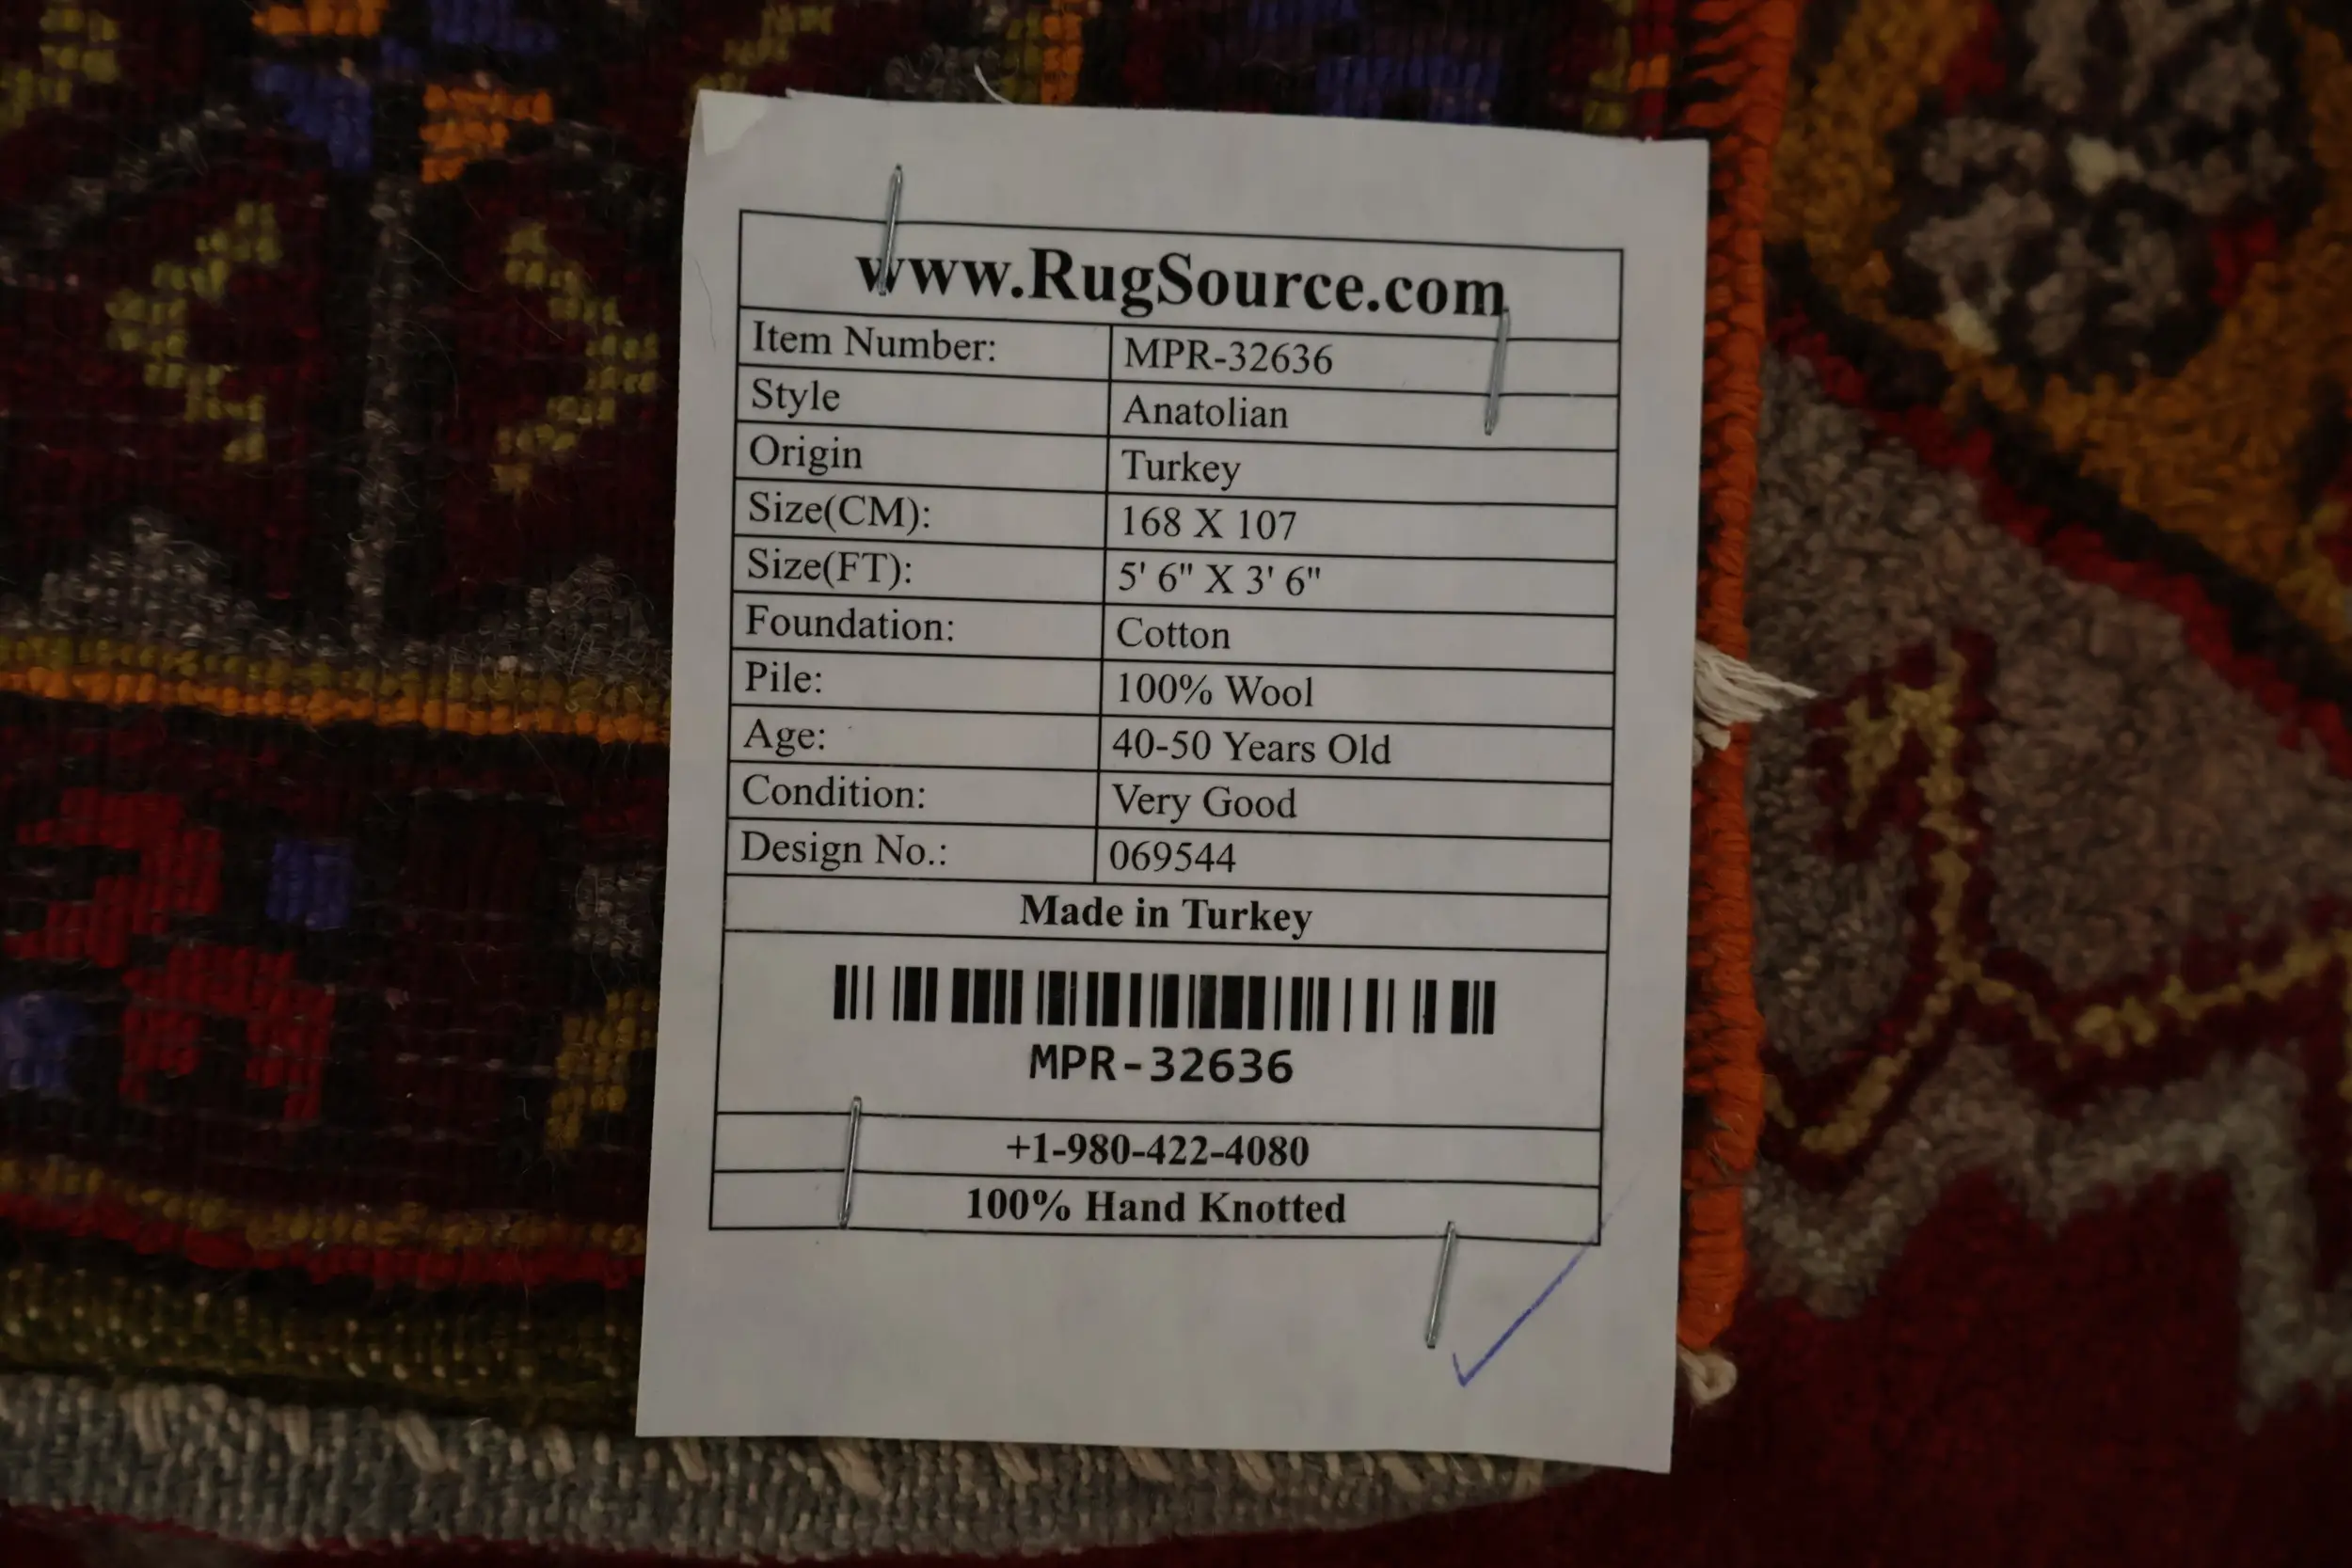 www.RugSource.com
Item Number: MPR-32636
Style Anatolian
Origin Turkey
Size(CM): 168 X 107
Size(FT): 5' 6" X 3' 6"
Foundation: Cotton
Pile: 100% Wool
Age: 40-50 Years Old
Condition: Very Good
Design No.: 069544
Made in Turkey
MPR-32636
+1-980-422-4080
100% Hand Knotted